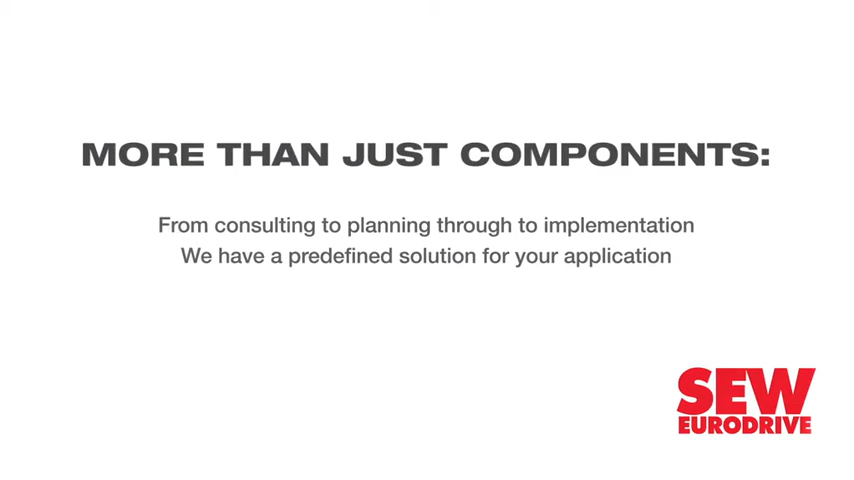 MORE THAN JUST COMPONENTS:
From consulting to planning through to implementation
We have a predefined solution for your application
SEW
EURODRIVE